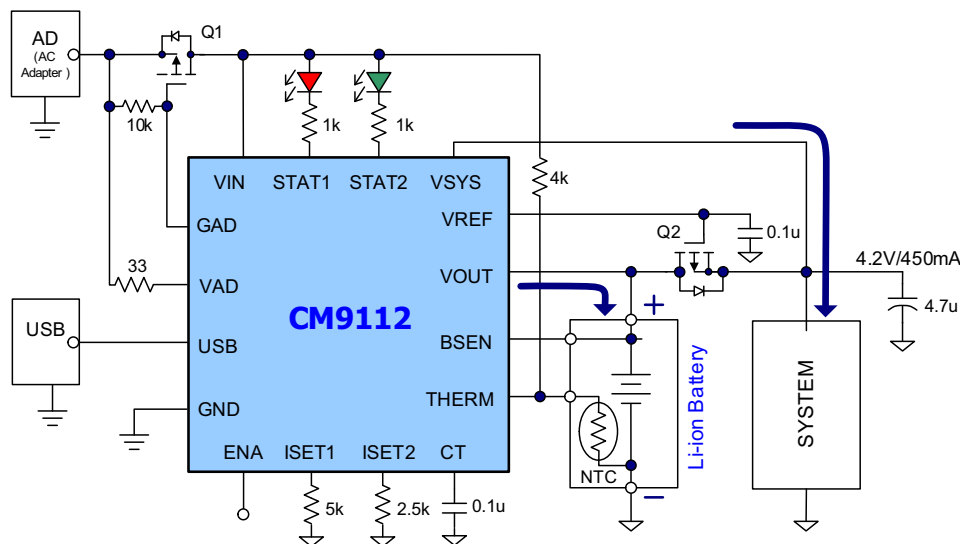 AD
(AC
Adapter )
Q1
10k
1k
1k
VIN
STAT1
STAT2
VSYS
4k
GAD
VREF
Q2
0.1u
33
VAD
VOUT
4.2V/450mA
4.7u
CM9112
+
USB
USB
BSEN
THERM
Li-ion Battery
SYSTEM
GND
NTC
–
ENA
ISET1
ISET2
CT
5k
2.5k
0.1u